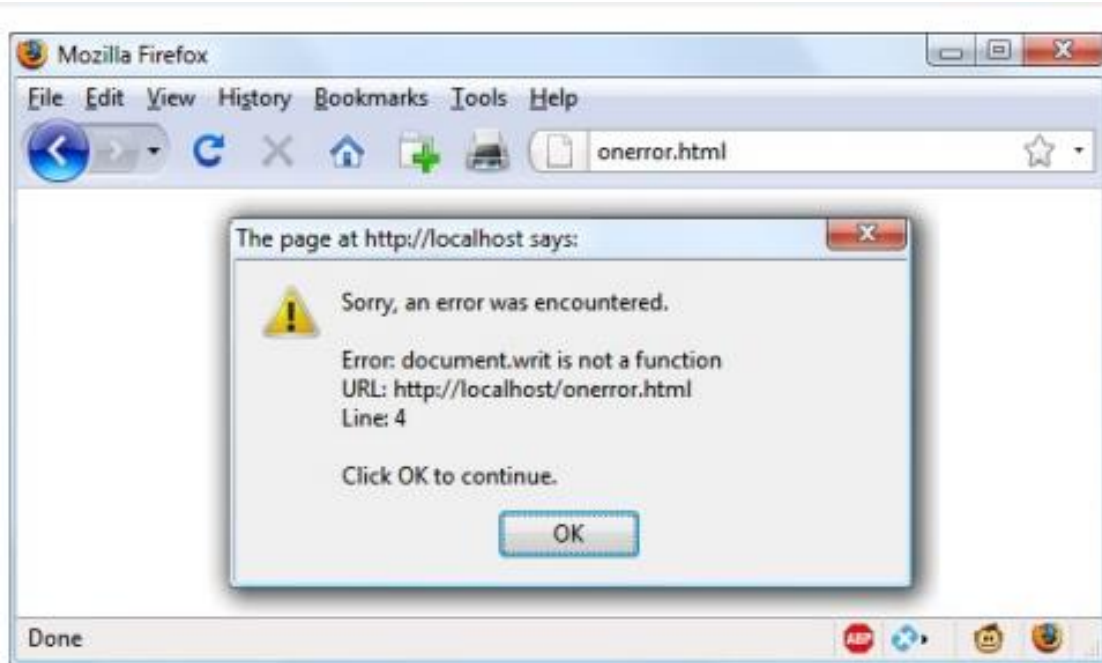 Mozilla Firefox
File Edit View History Bookmarks Tools Help
onerror.html
The page at http://localhost says:
Sorry, an error was encountered.
Error: document.writ is not a function
URL: http://localhost/onerror.html
Line: 4
Click OK to continue.
OK
Done
ABP